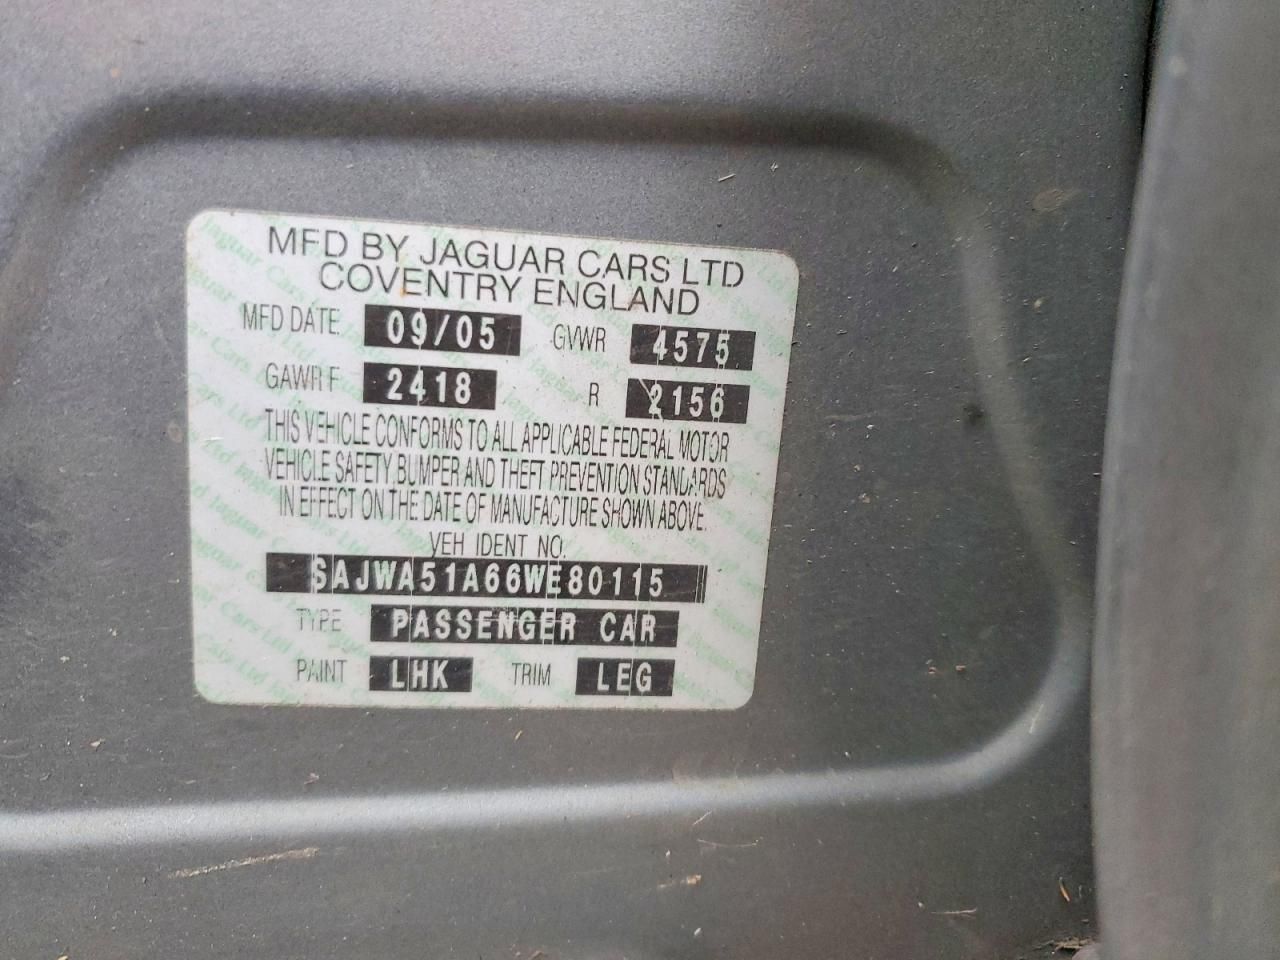 MFD BY JAGUAR CARS LTD
COVENTRY ENGLAND
MFD DATE 09/05 GVWR 4575
GAWR F 2418 R 2156
THIS VEHICLE CONFORMS TO ALL APPLICABLE FEDERAL MOTOR
VEHICLE SAFETY, BUMPER AND THEFT PREVENTION STANDARDS
IN EFFECT ON THE DATE OF MANUFACTURE SHOWN ABOVE.
VEH IDENT NO.
SAJWA51A66WE80115
TYPE PASSENGER CAR
PAINT LHK TRIM LEG